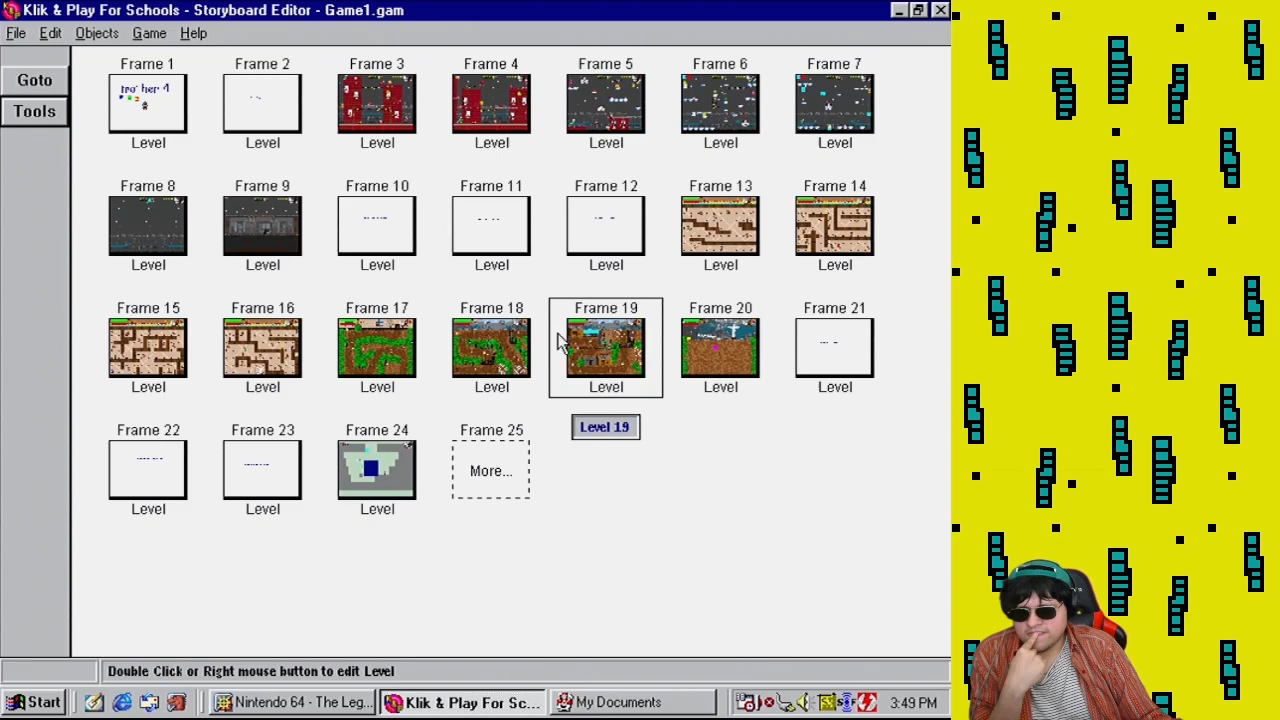 Klik & Play For Schools - Storyboard Editor - Game1.gam
File Edit Objects Game Help
Goto
Tools
Frame 1 Frame 2 Frame 3 Frame 4 Frame 5 Frame 6 Frame 7
Level Level Level Level Level Level Level
Frame 8 Frame 9 Frame 10 Frame 11 Frame 12 Frame 13 Frame 14
Level Level Level Level Level Level Level
Frame 15 Frame 16 Frame 17 Frame 18 Frame 19 Frame 20 Frame 21
Level Level Level Level Level Level Level
Level 19
Frame 22 Frame 23 Frame 24 Frame 25
More...
Level Level Level
Double Click or Right mouse button to edit Level
Start Nintendo 64 - The Leg... Klik & Play For Sc... My Documents 3:49 PM